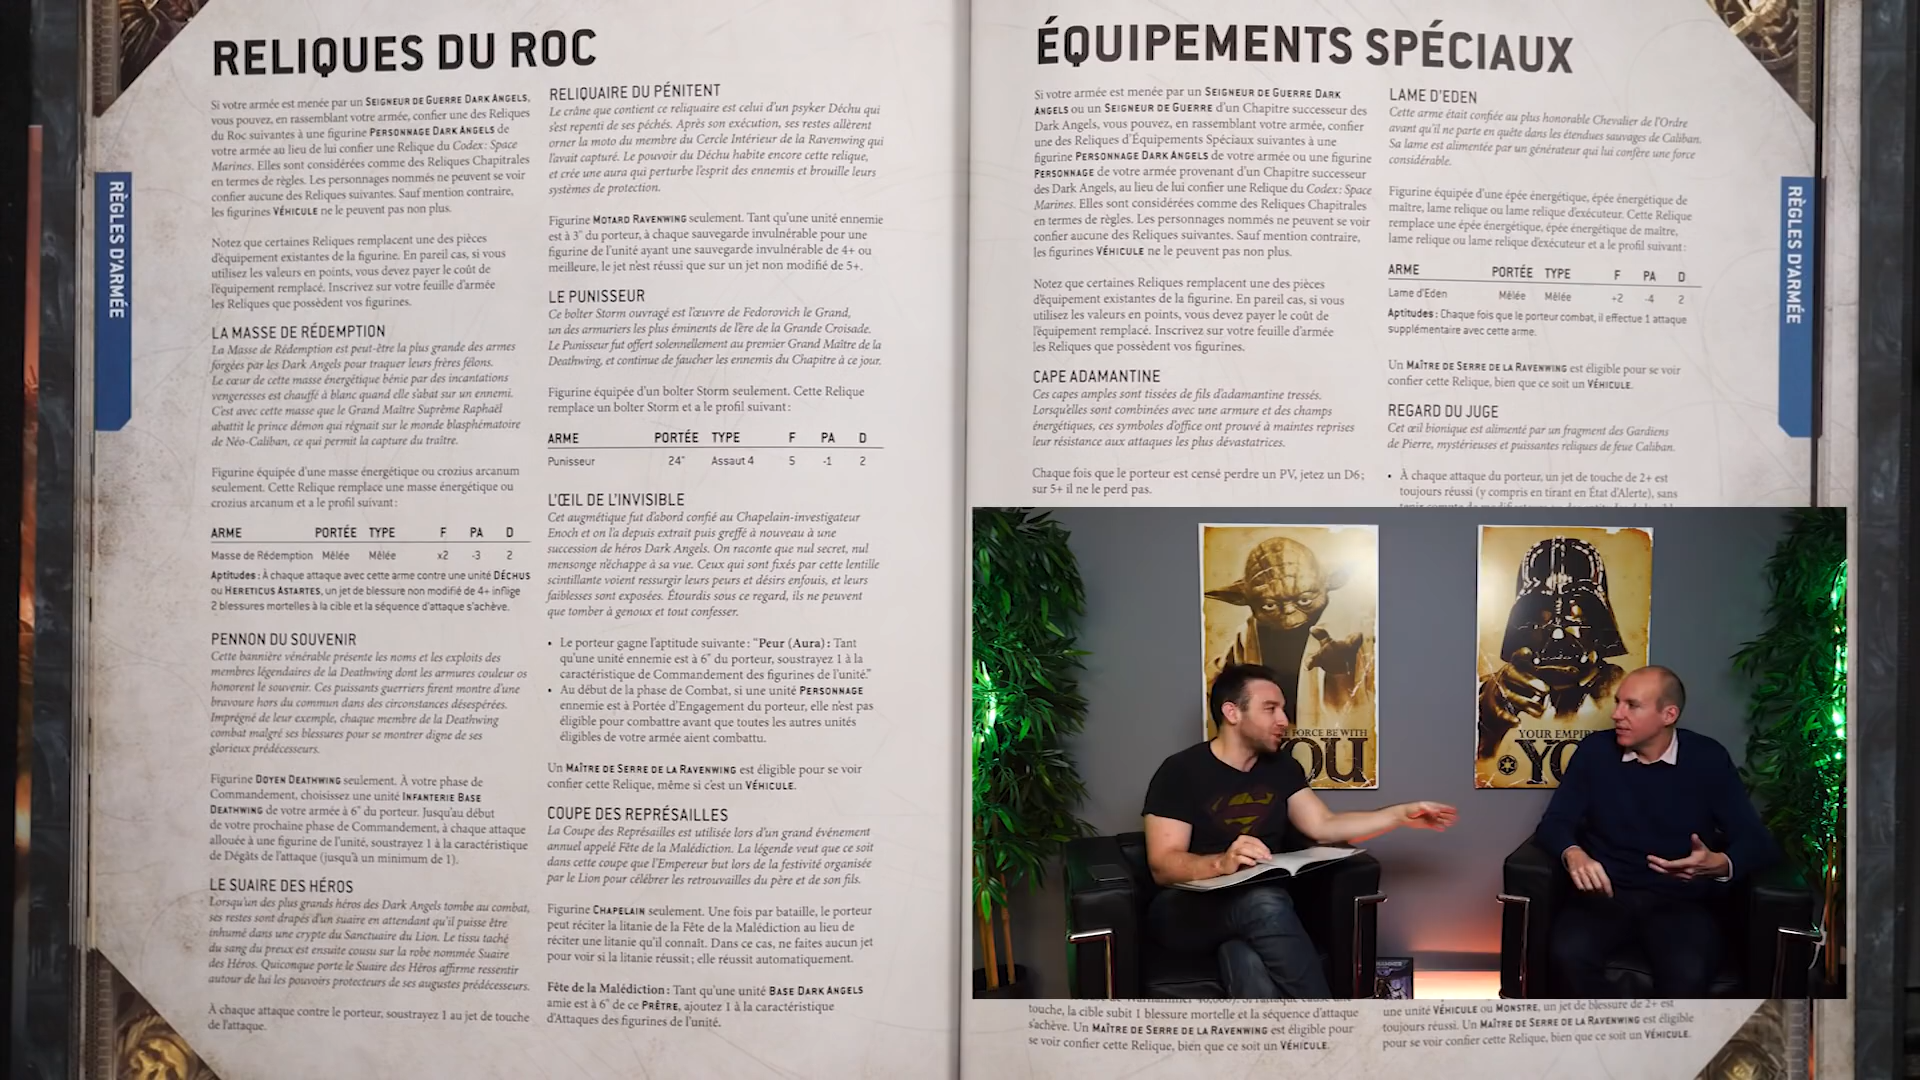 RELIQUES DU ROC
Si votre armée est menée par un SEIGNEUR DE GUERRE DARK ANGELS,
vous pouvez, en rassemblant votre armée, confier une des Reliques
du Roc suivantes à une figurine PERSONNAGE DARK ANGELS de
votre armée au lieu de lui confier une Relique du Codex: Space
Marines. Elles sont considérées comme des Reliques Chapitrales
en termes de règles. Les personnages nommés ne peuvent se voir
confier aucune des Reliques suivantes. Sauf mention contraire,
les figurines VÉHICULE ne le peuvent pas non plus.
Notez que certaines Reliques remplacent une des pièces
d'équipement existantes de la figurine. En pareil cas, si vous
utilisez les valeurs en points, vous devez payer le coût de
l'équipement remplacé. Inscrivez sur votre feuille d'armée
les Reliques que possèdent vos figurines.
LA MASSE DE RÉDEMPTION
La Masse de Rédemption est peut-être la plus grande des armes
forgées par les Dark Angels pour traquer leurs frères félons.
Le cœur de cette masse énergétique bénie par des incantations
vengeresses est chauffé à blanc quand elle s'abat sur un ennemi.
C'est avec cette masse que le Grand Maître Suprême Raphaël
abattit le prince démon qui régnait sur le monde blasphématoire
de Néo-Caliban, ce qui permit la capture du traître.
Figurine équipée d'une masse énergétique ou crozius arcanum
seulement. Cette Relique remplace une masse énergétique ou
crozius arcanum et a le profil suivant :
ARME PORTÉE TYPE F PA D
Masse de Rédemption Mêlée Mêlée x2 -3 2
Aptitudes : À chaque attaque avec cette arme contre une unité DÉCHUS
ou HERETICUS ASTARTES, un jet de blessure non modifié de 4+ inflige
2 blessures mortelles à la cible et la séquence d'attaque s'achève.
PENNON DU SOUVENIR
Cette bannière vénérable présente les noms et les exploits des
membres légendaires de la Deathwing dont les armures couleur os
honorent le souvenir. Ces puissants guerriers firent montre d'une
bravoure hors du commun dans des circonstances désespérées.
Imprégné de leur exemple, chaque membre de la Deathwing
combat malgré ses blessures pour se montrer digne de ses
glorieux prédécesseurs.
Figurine DOYEN DEATHWING seulement. À votre phase de
Commandement, choisissez une unité INFANTERIE BASE
DEATHWING de votre armée à 6" du porteur. Jusqu'au début
de votre prochaine phase de Commandement, à chaque attaque
allouée à une figurine de l'unité, soustrayez 1 à la caractéristique
de Dégâts de l'attaque (jusqu'à un minimum de 1).
LE SUAIRE DES HÉROS
Lorsqu'un des plus grands héros des Dark Angels tombe au combat,
ses restes sont drapés d'un suaire en attendant qu'il puisse être
inhumé dans une crypte du Sanctuaire du Lion. Le tissu taché
du sang du preux est ensuite cousu sur la robe nommée Suaire
des Héros. Quiconque porte le Suaire des Héros affirme ressentir
autour de lui les pouvoirs protecteurs de ses augustes prédécesseurs.
À chaque attaque contre le porteur, soustrayez 1 au jet de touche
de l'attaque.
RELIQUAIRE DU PÉNITENT
Le crâne que contient ce reliquaire est celui d'un psyker Déchu qui
s'est repenti de ses péchés. Après son exécution, ses restes allèrent
orner la moto du membre du Cercle Intérieur de la Ravenwing qui
l'avait capturé. Le pouvoir du Déchu habite encore cette relique,
et crée une aura qui perturbe l'esprit des ennemis et brouille leurs
systèmes de protection.
Figurine MOTARD RAVENWING seulement. Tant qu'une unité ennemie
est à 3" du porteur, à chaque sauvegarde invulnérable pour une
figurine de l'unité ayant une sauvegarde invulnérable de 4+ ou
meilleure, le jet n'est réussi que sur un jet non modifié de 5+.
LE PUNISSEUR
Ce bolter Storm ouvragé est l'œuvre de Fedorovich le Grand,
un des armuriers les plus éminents de l'ère de la Grande Croisade.
Le Punisseur fut offert solennellement au premier Grand Maître de la
Deathwing, et continue de faucher les ennemis du Chapitre à ce jour.
Figurine équipée d'un bolter Storm seulement. Cette Relique
remplace un bolter Storm et a le profil suivant :
ARME PORTÉE TYPE F PA D
Punisseur 24" Assaut 4 5 -1 2
L'ŒIL DE L'INVISIBLE
Cet augmétique fut d'abord confié au Chapelain-investigateur
Enoch et on l'a depuis extrait puis greffé à nouveau à une
succession de héros Dark Angels. On raconte que nul secret, nul
mensonge n'échappe à sa vue. Ceux qui sont fixés par cette lentille
scintillante voient ressurgir leurs peurs et désirs enfouis, et leurs
faiblesses sont exposées. Étourdis sous ce regard, ils ne peuvent
que tomber à genoux et tout confesser.
• Le porteur gagne l'aptitude suivante : "Peur (Aura) : Tant
qu'une unité ennemie est à 6" du porteur, soustrayez 1 à la
caractéristique de Commandement des figurines de l'unité."
• Au début de la phase de Combat, si une unité PERSONNAGE
ennemie est à Portée d'Engagement du porteur, elle n'est pas
éligible pour combattre avant que toutes les autres unités
éligibles de votre armée aient combattu.
Un MAÎTRE DE SERRE DE LA RAVENWING est éligible pour se voir
confier cette Relique, même si c'est un VÉHICULE.
COUPE DES REPRÉSAILLES
La Coupe des Représailles est utilisée lors d'un grand événement
annuel appelé Fête de la Malédiction. La légende veut que ce soit
dans cette coupe que l'Empereur but lors de la festivité organisée
par le Lion pour célébrer les retrouvailles du père et de son fils.
Figurine CHAPELAIN seulement. Une fois par bataille, le porteur
peut réciter la litanie de la Fête de la Malédiction au lieu de
réciter une litanie qu'il connaît. Dans ce cas, ne faites aucun jet
pour voir si la litanie réussit ; elle réussit automatiquement.
Fête de la Malédiction : Tant qu'une unité BASE DARK ANGELS
amie est à 6" de ce PRÊTRE, ajoutez 1 à la caractéristique
d'Attaques des figurines de l'unité.
RÈGLES D'ARMÉE
ÉQUIPEMENTS SPÉCIAUX
Si votre armée est menée par un SEIGNEUR DE GUERRE DARK
ANGELS ou un SEIGNEUR DE GUERRE d'un Chapitre successeur des
Dark Angels, vous pouvez, en rassemblant votre armée, confier
une des Reliques d'Équipements Spéciaux suivantes à une
figurine PERSONNAGE DARK ANGELS de votre armée ou une figurine
PERSONNAGE de votre armée provenant d'un Chapitre successeur
des Dark Angels, au lieu de lui confier une Relique du Codex: Space
Marines. Elles sont considérées comme des Reliques Chapitrales
en termes de règles. Les personnages nommés ne peuvent se voir
confier aucune des Reliques suivantes. Sauf mention contraire,
les figurines VÉHICULE ne le peuvent pas non plus.
Notez que certaines Reliques remplacent une des pièces
d'équipement existantes de la figurine. En pareil cas, si vous
utilisez les valeurs en points, vous devez payer le coût de
l'équipement remplacé. Inscrivez sur votre feuille d'armée
les Reliques que possèdent vos figurines.
CAPE ADAMANTINE
Ces capes amples sont tissées de fils d'adamantine tressés.
Lorsqu'elles sont combinées avec une armure et des champs
énergétiques, ces symboles d'office ont prouvé à maintes reprises
leur résistance aux attaques les plus dévastatrices.
Chaque fois que le porteur est censé perdre un PV, jetez un D6;
sur 5+ il ne le perd pas.
touche, la cible subit 1 blessure mortelle et la séquence d'attaque
s'achève. Un MAÎTRE DE SERRE DE LA RAVENWING est éligible pour
se voir confier cette Relique, bien que ce soit un VÉHICULE.
LAME D'EDEN
Cette arme était confiée au plus honorable Chevalier de l'Ordre
avant qu'il ne parte en quête dans les étendues sauvages de Caliban.
Sa lame est alimentée par un générateur qui lui confère une force
considérable.
Figurine équipée d'une épée énergétique, épée énergétique de
maître, lame relique ou lame relique d'exécuteur. Cette Relique
remplace une épée énergétique, épée énergétique de maître,
lame relique ou lame relique d'exécuteur et a le profil suivant :
ARME PORTÉE TYPE F PA D
Lame d'Eden Mêlée Mêlée +2 -4 2
Aptitudes : Chaque fois que le porteur combat, il effectue 1 attaque
supplémentaire avec cette arme.
Un MAÎTRE DE SERRE DE LA RAVENWING est éligible pour se voir
confier cette Relique, bien que ce soit un VÉHICULE.
REGARD DU JUGE
Cet œil bionique est alimenté par un fragment des Gardiens
de Pierre, mystérieuses et puissantes reliques de feue Caliban.
• À chaque attaque du porteur, un jet de touche de 2+ est
toujours réussi (y compris en tirant en État d'Alerte), sans
une unité VÉHICULE ou MONSTRE, un jet de blessure de 2+ est
toujours réussi. Un MAÎTRE DE SERRE DE LA RAVENWING est éligible
pour se voir confier cette Relique, bien que ce soit un VÉHICULE.
RÈGLES D'ARMÉE
FORCE BE WITH
YOU
YOUR EMPIRE
YO